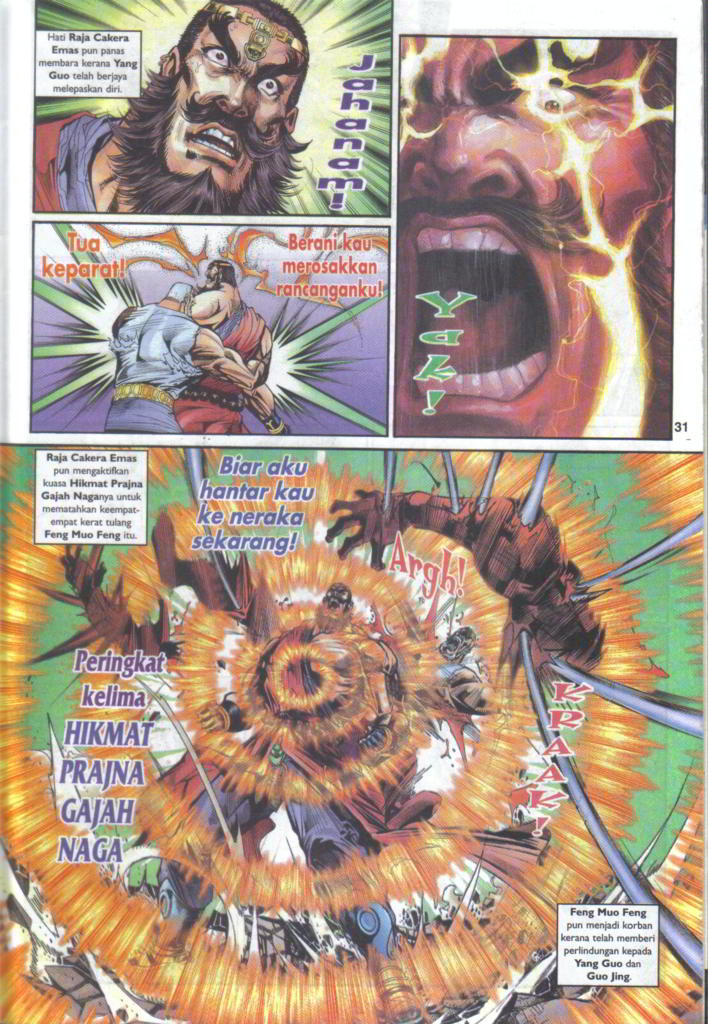 Hati Raja Cakera
Emas pun panas
membara kerana Yang
Guo telah berjaya
melepaskan diri.
Jahanam!
Tua
keparat!
Berani kau
merosakkan
rancanganku!
Yak!
31
Raja Cakera Emas
pun mengaktifkan
kuasa Hikmat Prajna
Gajah Naganya untuk
mematahkan keempat-
empat kerat tulang
Feng Muo Feng itu.
Biar aku
hantar kau
ke neraka
sekarang!
Argh!
Peringkat
kelima
HIKMAT
PRAJNA
GAJAH
NAGA
KRAAK!
Feng Muo Feng
pun menjadi korban
kerana telah memberi
perlindungan kepada
Yang Guo dan
Guo Jing.